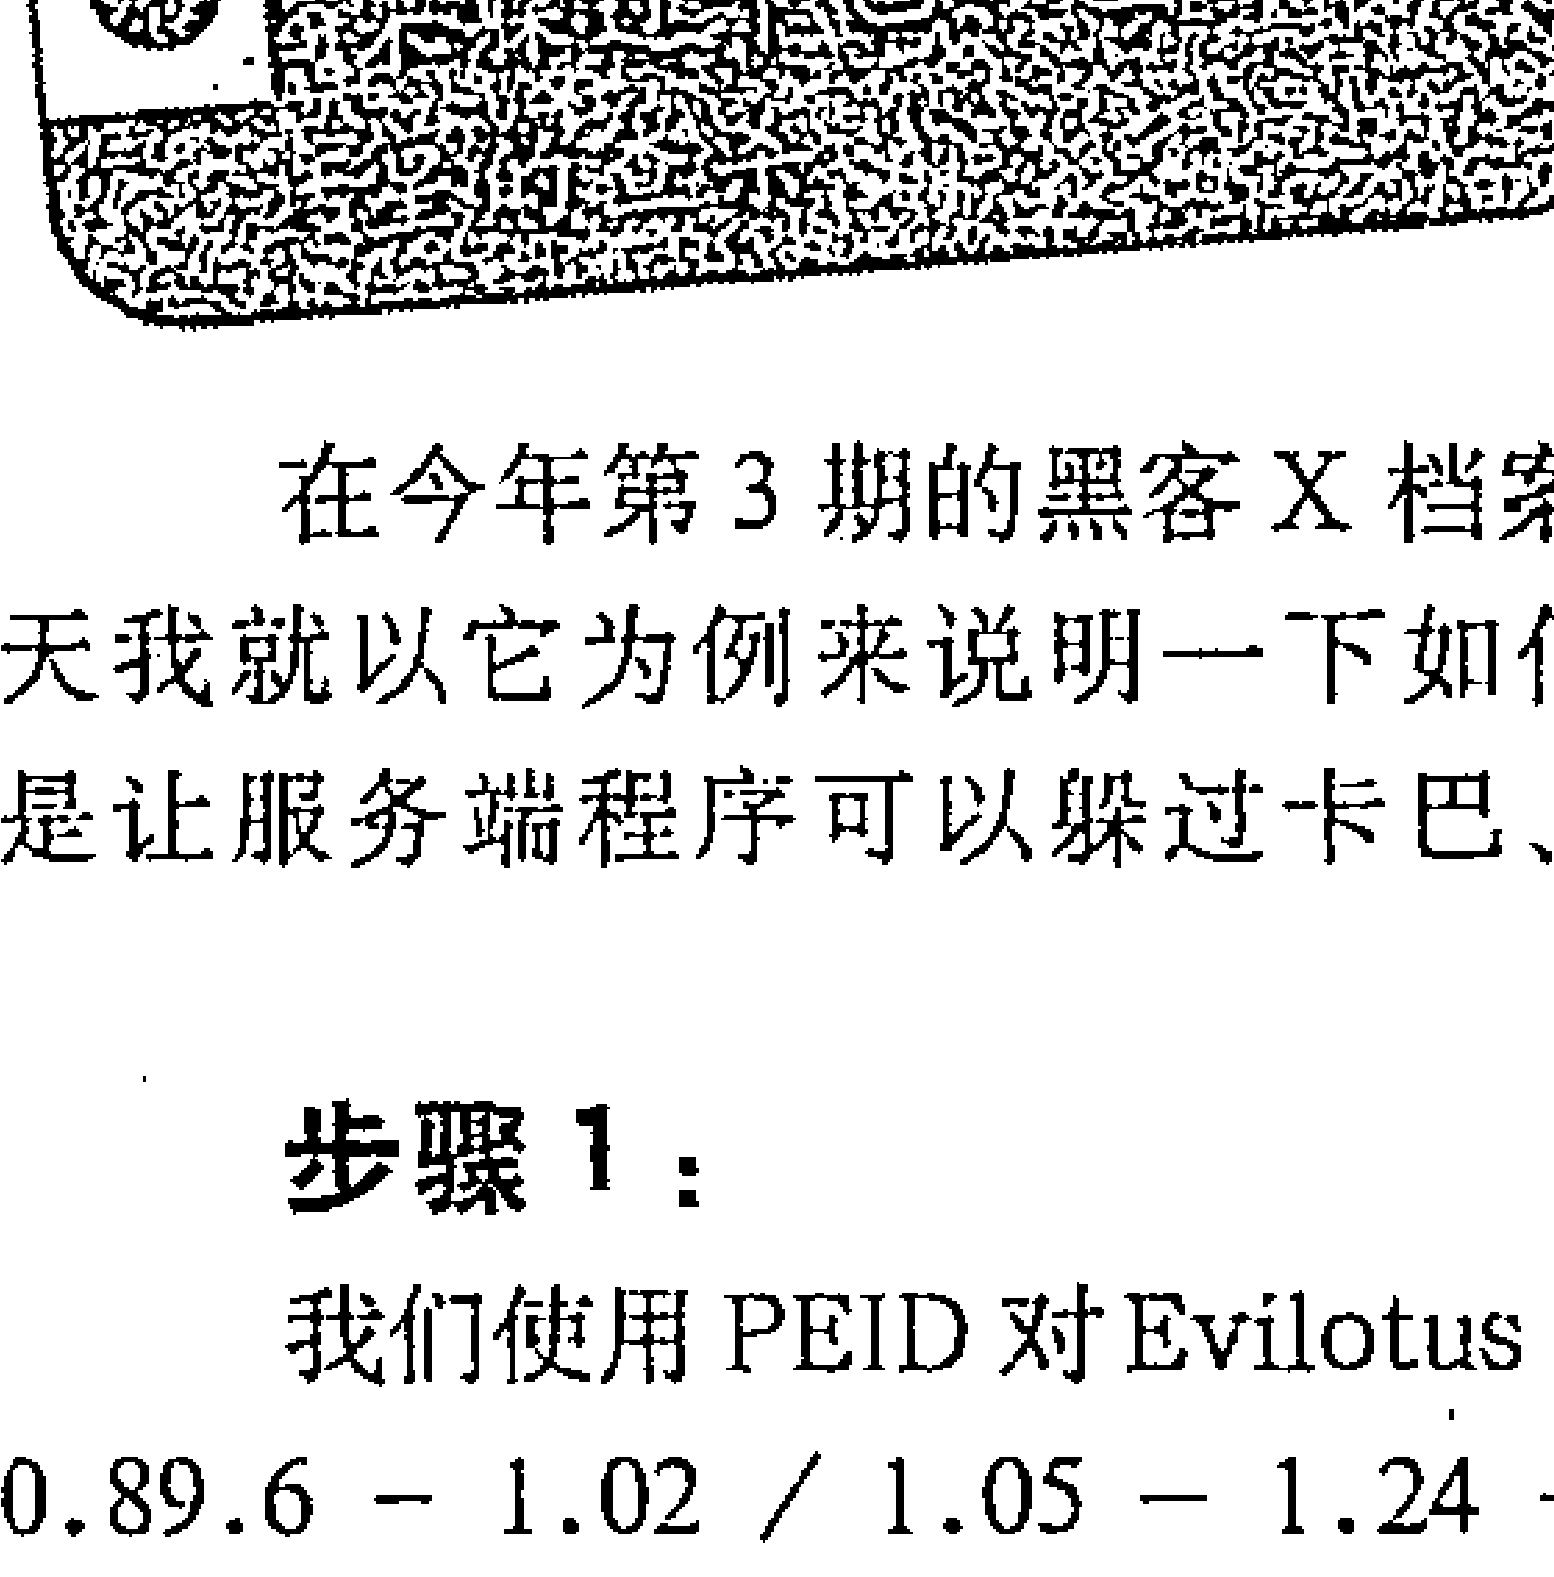 在今年第3期的黑客X档案
天我就以它为例来说明一下如
是让服务端程序可以躲过卡巴、
步骤1：
我们使用PEID对Evilotus
0.89.6 - 1.02 / 1.05 - 1.24 -